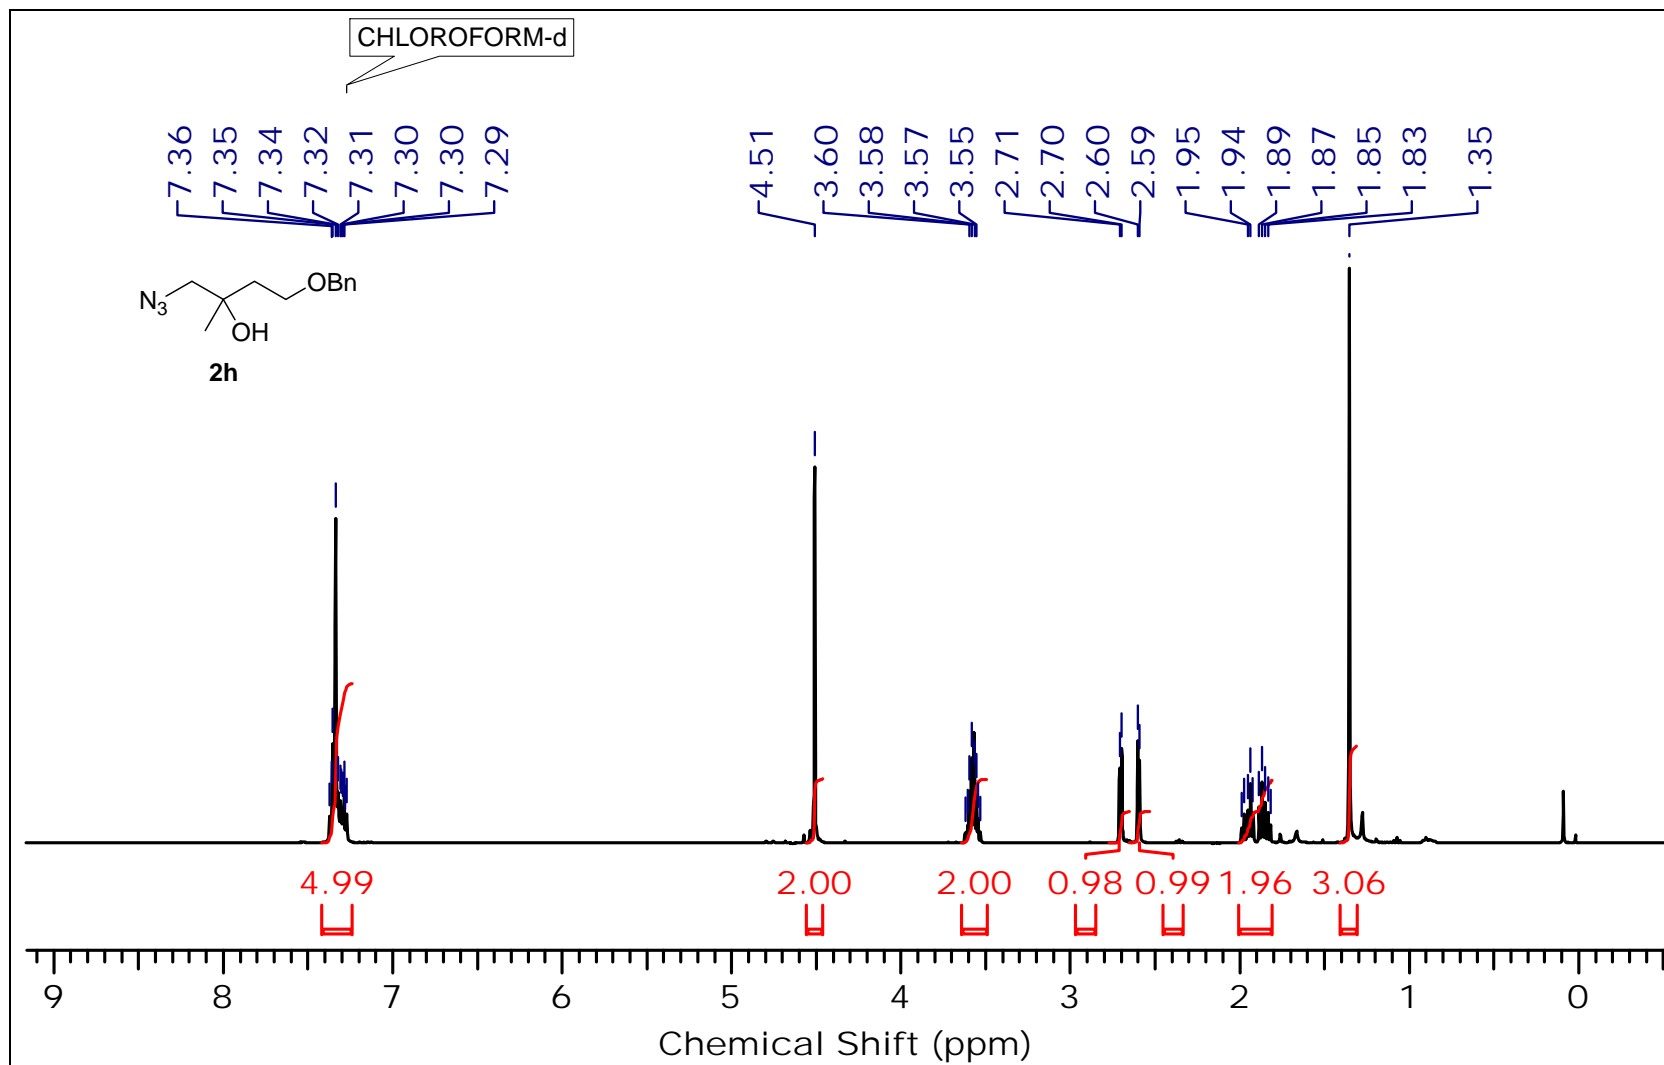 CHLOROFORM-d
7.36 7.35 7.34 7.32 7.31 7.30 7.30 7.29 4.51 3.60 3.58 3.57 3.55 2.71 2.70 2.60 2.59 1.95 1.94 1.89 1.87 1.85 1.83 1.35
OBn
N3
OH
2h
4.99 2.00 2.00 0.98 0.99 1.96 3.06
9 8 7 6 5 4 3 2 1 0
Chemical Shift (ppm)